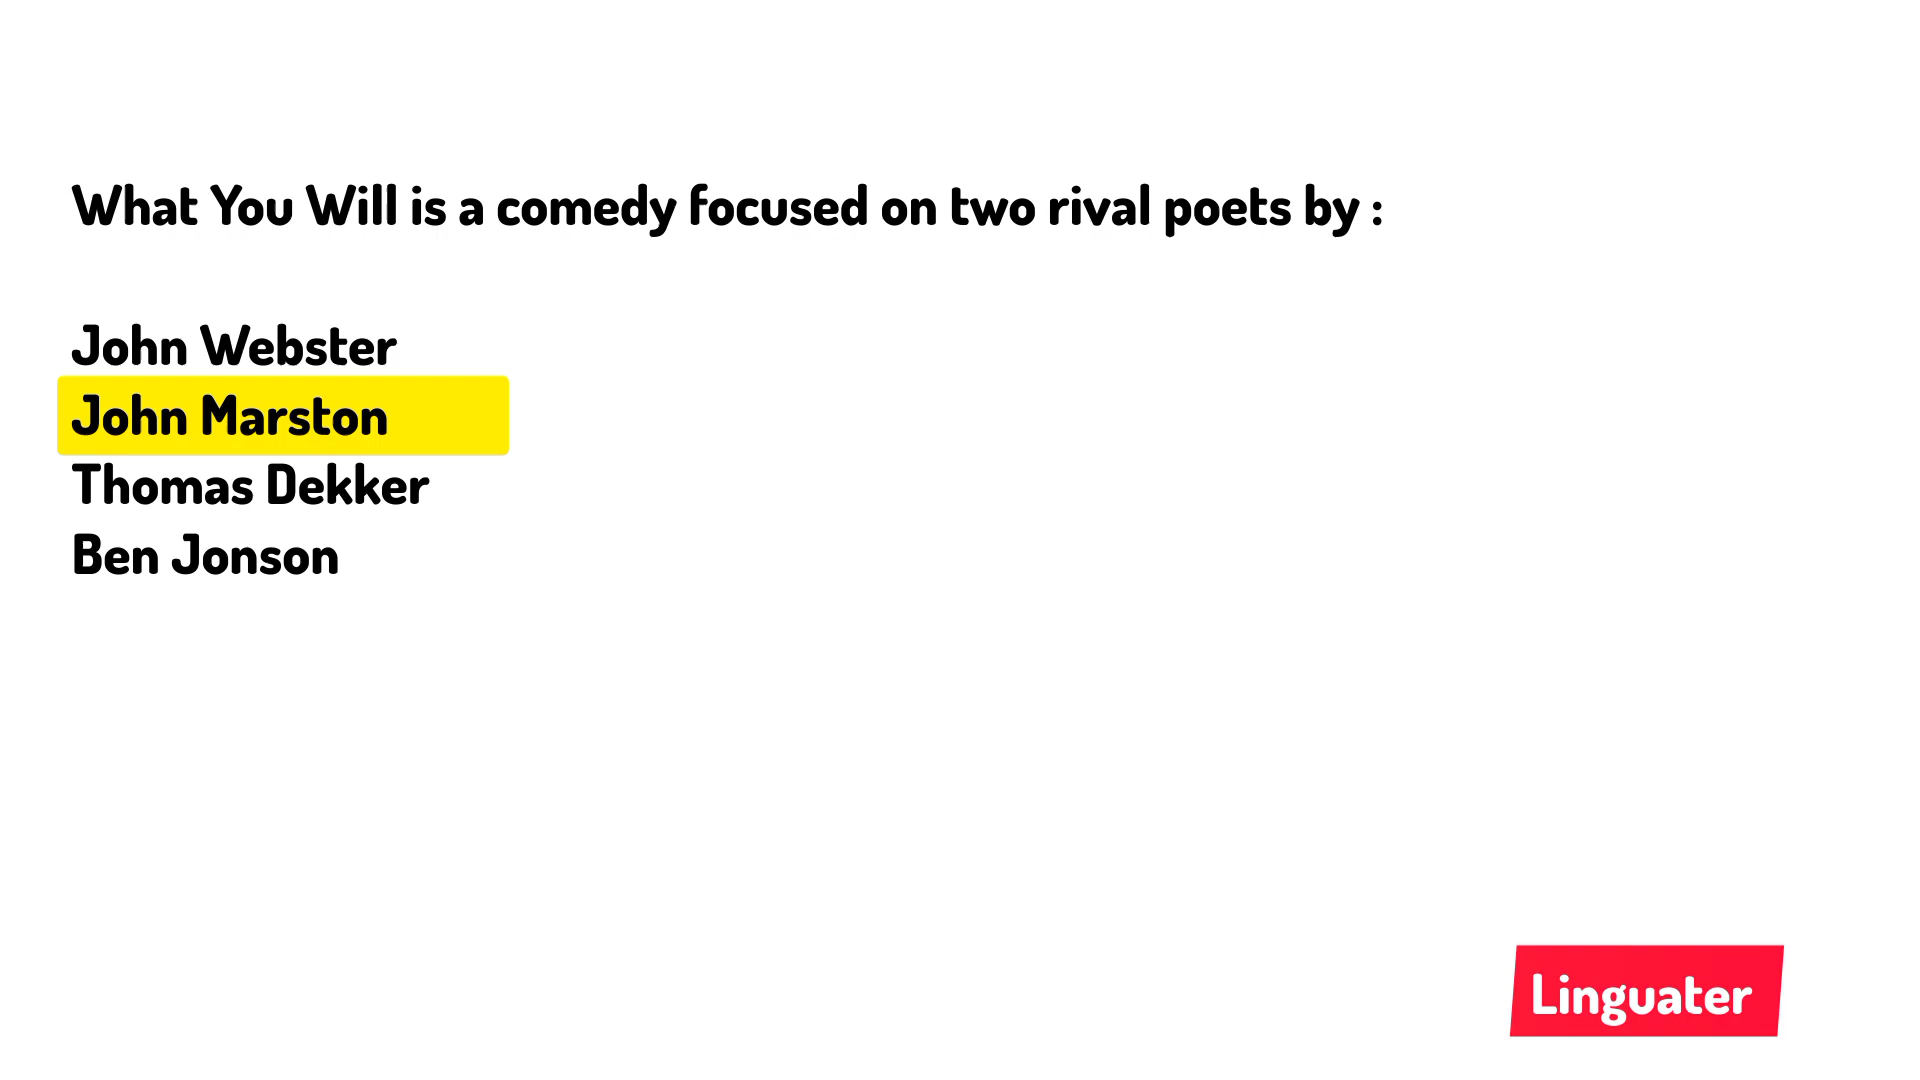 What You Will is a comedy focused on two rival poets by :
John Webster
John Marston
Thomas Dekker
Ben Jonson
Linguater